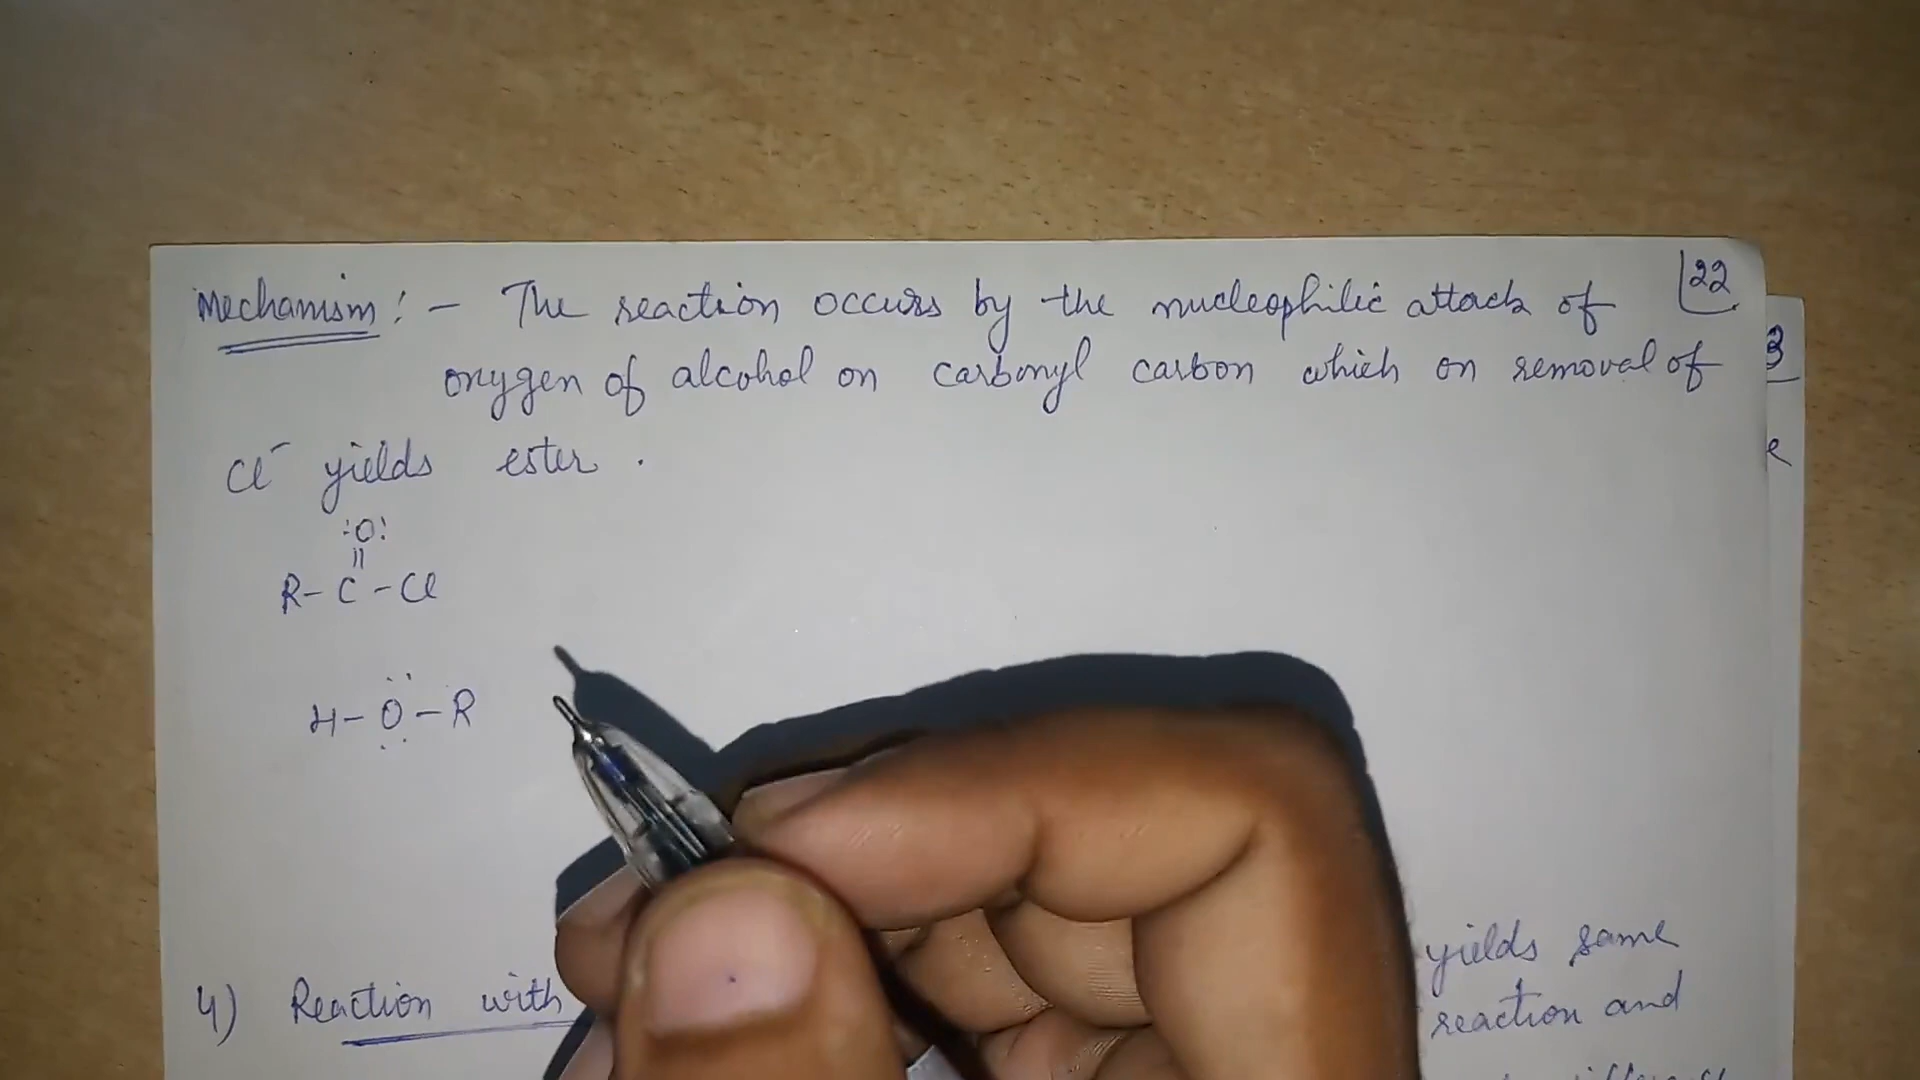 22
Mechanism :- The reaction occurs by the nucleophilic attack of
oxygen of alcohol on carbonyl carbon which on removal of
Cl⁻ yields ester .
:O:
||
R - C - Cl
H - O - R
yields same
4) Reaction with
reaction and
3
e